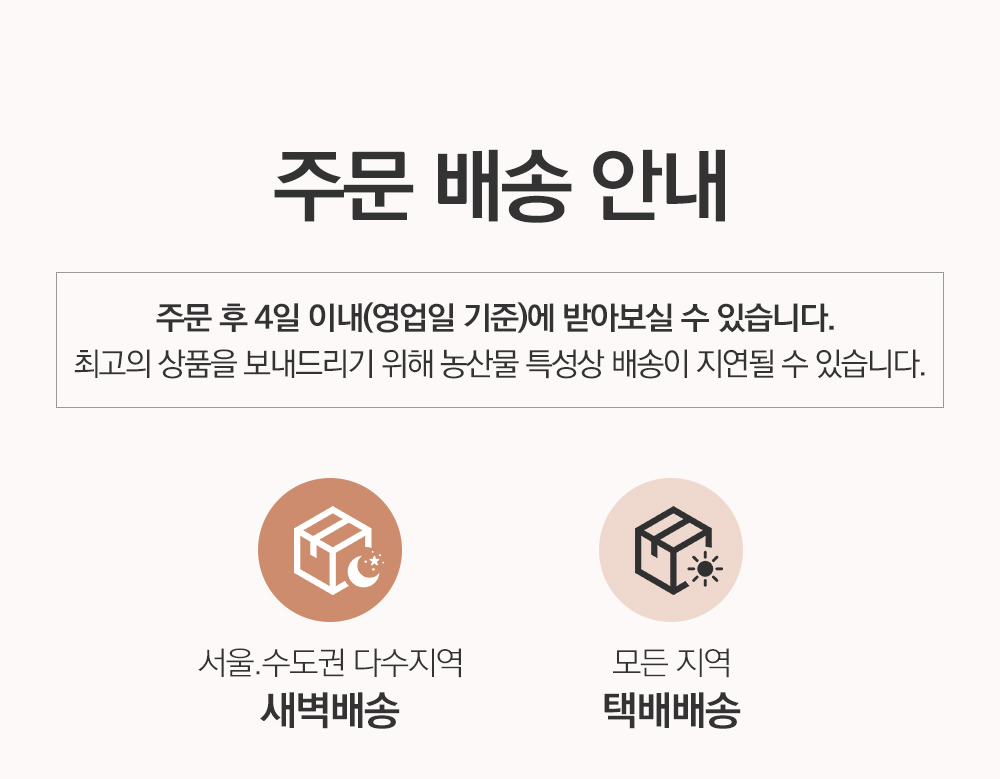 주문 배송 안내
주문 후 4일 이내(영업일 기준)에 받아보실 수 있습니다.
최고의 상품을 보내드리기 위해 농산물 특성상 배송이 지연될 수 있습니다.
서울.수도권 다수지역
새벽배송
모든 지역
택배배송